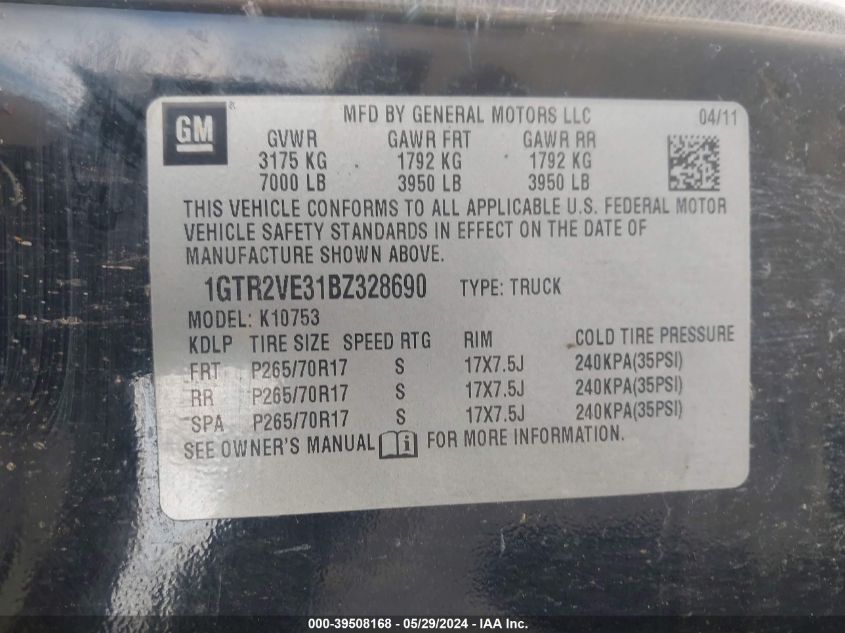 GM ®
MFD BY GENERAL MOTORS LLC 04/11
GVWR GAWR FRT GAWR RR
3175 KG 1792 KG 1792 KG
7000 LB 3950 LB 3950 LB
THIS VEHICLE CONFORMS TO ALL APPLICABLE U.S. FEDERAL MOTOR
VEHICLE SAFETY STANDARDS IN EFFECT ON THE DATE OF
MANUFACTURE SHOWN ABOVE.
1GTR2VE31BZ328690 TYPE: TRUCK
MODEL: K10753
KDLP TIRE SIZE SPEED RTG RIM COLD TIRE PRESSURE
FRT P265/70R17 S 17X7.5J 240KPA(35PSI)
RR P265/70R17 S 17X7.5J 240KPA(35PSI)
SPA P265/70R17 S 17X7.5J 240KPA(35PSI)
SEE OWNER'S MANUAL i FOR MORE INFORMATION.
000-39508168 - 05/29/2024 - IAA Inc.